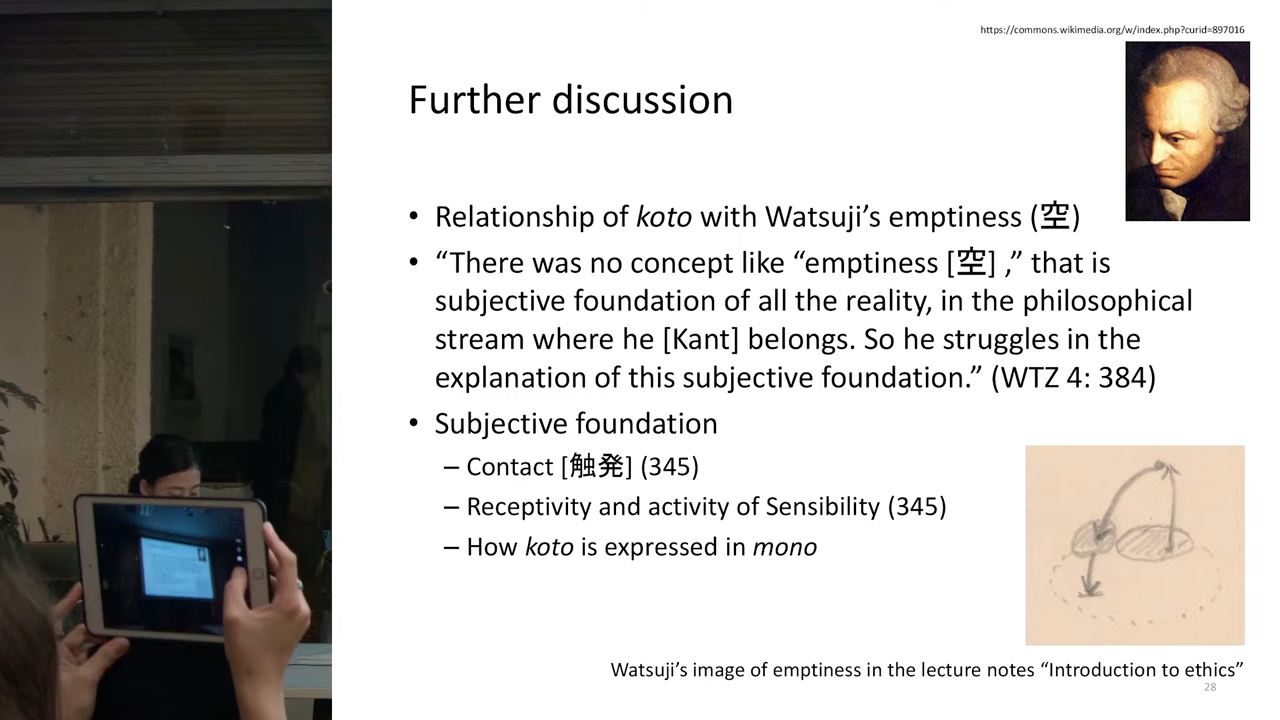 https://commons.wikimedia.org/w/index.php?curid=897016
Further discussion
• Relationship of koto with Watsuji’s emptiness (空)
• “There was no concept like “emptiness [空] ,” that is
subjective foundation of all the reality, in the philosophical
stream where he [Kant] belongs. So he struggles in the
explanation of this subjective foundation.” (WTZ 4: 384)
• Subjective foundation
– Contact [触発] (345)
– Receptivity and activity of Sensibility (345)
– How koto is expressed in mono
Watsuji’s image of emptiness in the lecture notes “Introduction to ethics”
28